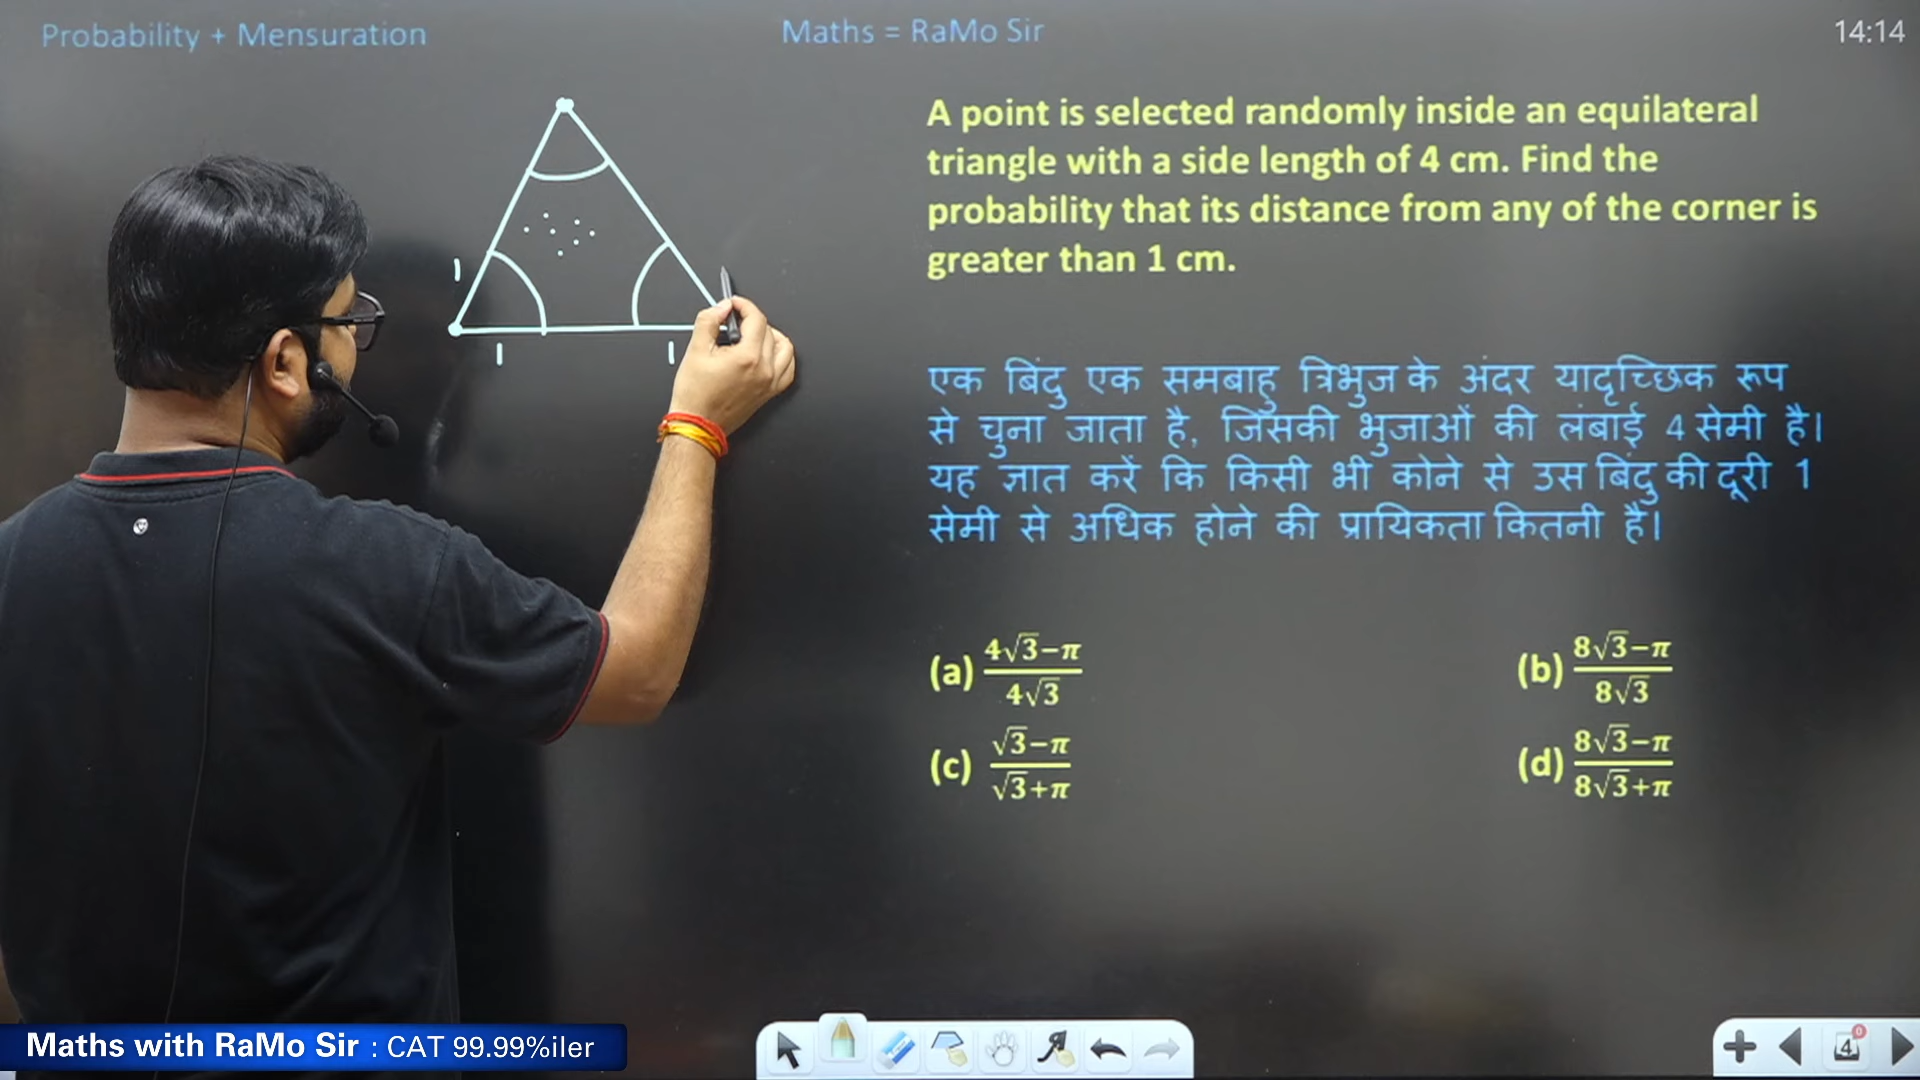 Probability + Mensuration
Maths = RaMo Sir
14:14
A point is selected randomly inside an equilateral
triangle with a side length of 4 cm. Find the
probability that its distance from any of the corner is
greater than 1 cm.
एक बिंदु एक समबाहु त्रिभुज के अंदर यादृच्छिक रूप
से चुना जाता है, जिसकी भुजाओं की लंबाई 4 सेमी है।
यह ज्ञात करें कि किसी भी कोने से उस बिंदु की दूरी 1
सेमी से अधिक होने की प्रायिकता कितनी है।
1
1 1
(a) (4√3−π)/(4√3)
(b) (8√3−π)/(8√3)
(c) (√3−π)/(√3+π)
(d) (8√3−π)/(8√3+π)
Maths with RaMo Sir : CAT 99.99%iler
0
4